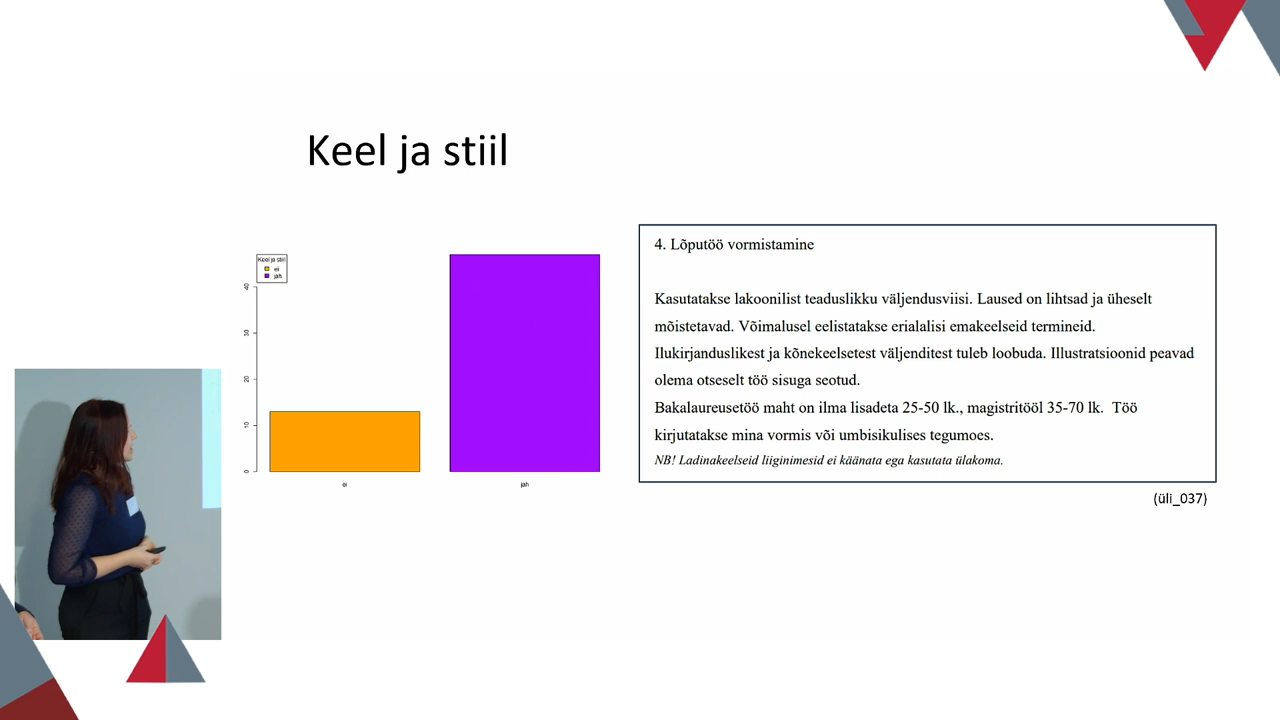 Keel ja stiil
Keel ja stiil
ei
jah
40
30
20
10
0
ei
jah
4. Lõputöö vormistamine
Kasutatakse lakoonilist teaduslikku väljendusviisi. Laused on lihtsad ja üheselt
mõistetavad. Võimalusel eelistatakse erialalisi emakeelseid termineid.
Ilukirjanduslikest ja kõnekeelsetest väljenditest tuleb loobuda. Illustratsioonid peavad
olema otseselt töö sisuga seotud.
Bakalaureusetöö maht on ilma lisadeta 25-50 lk., magistritööl 35-70 lk. Töö
kirjutatakse mina vormis või umbisikulises tegumoes.
NB! Ladinakeelseid liiginimesid ei käänata ega kasutata ülakoma.
(üli_037)